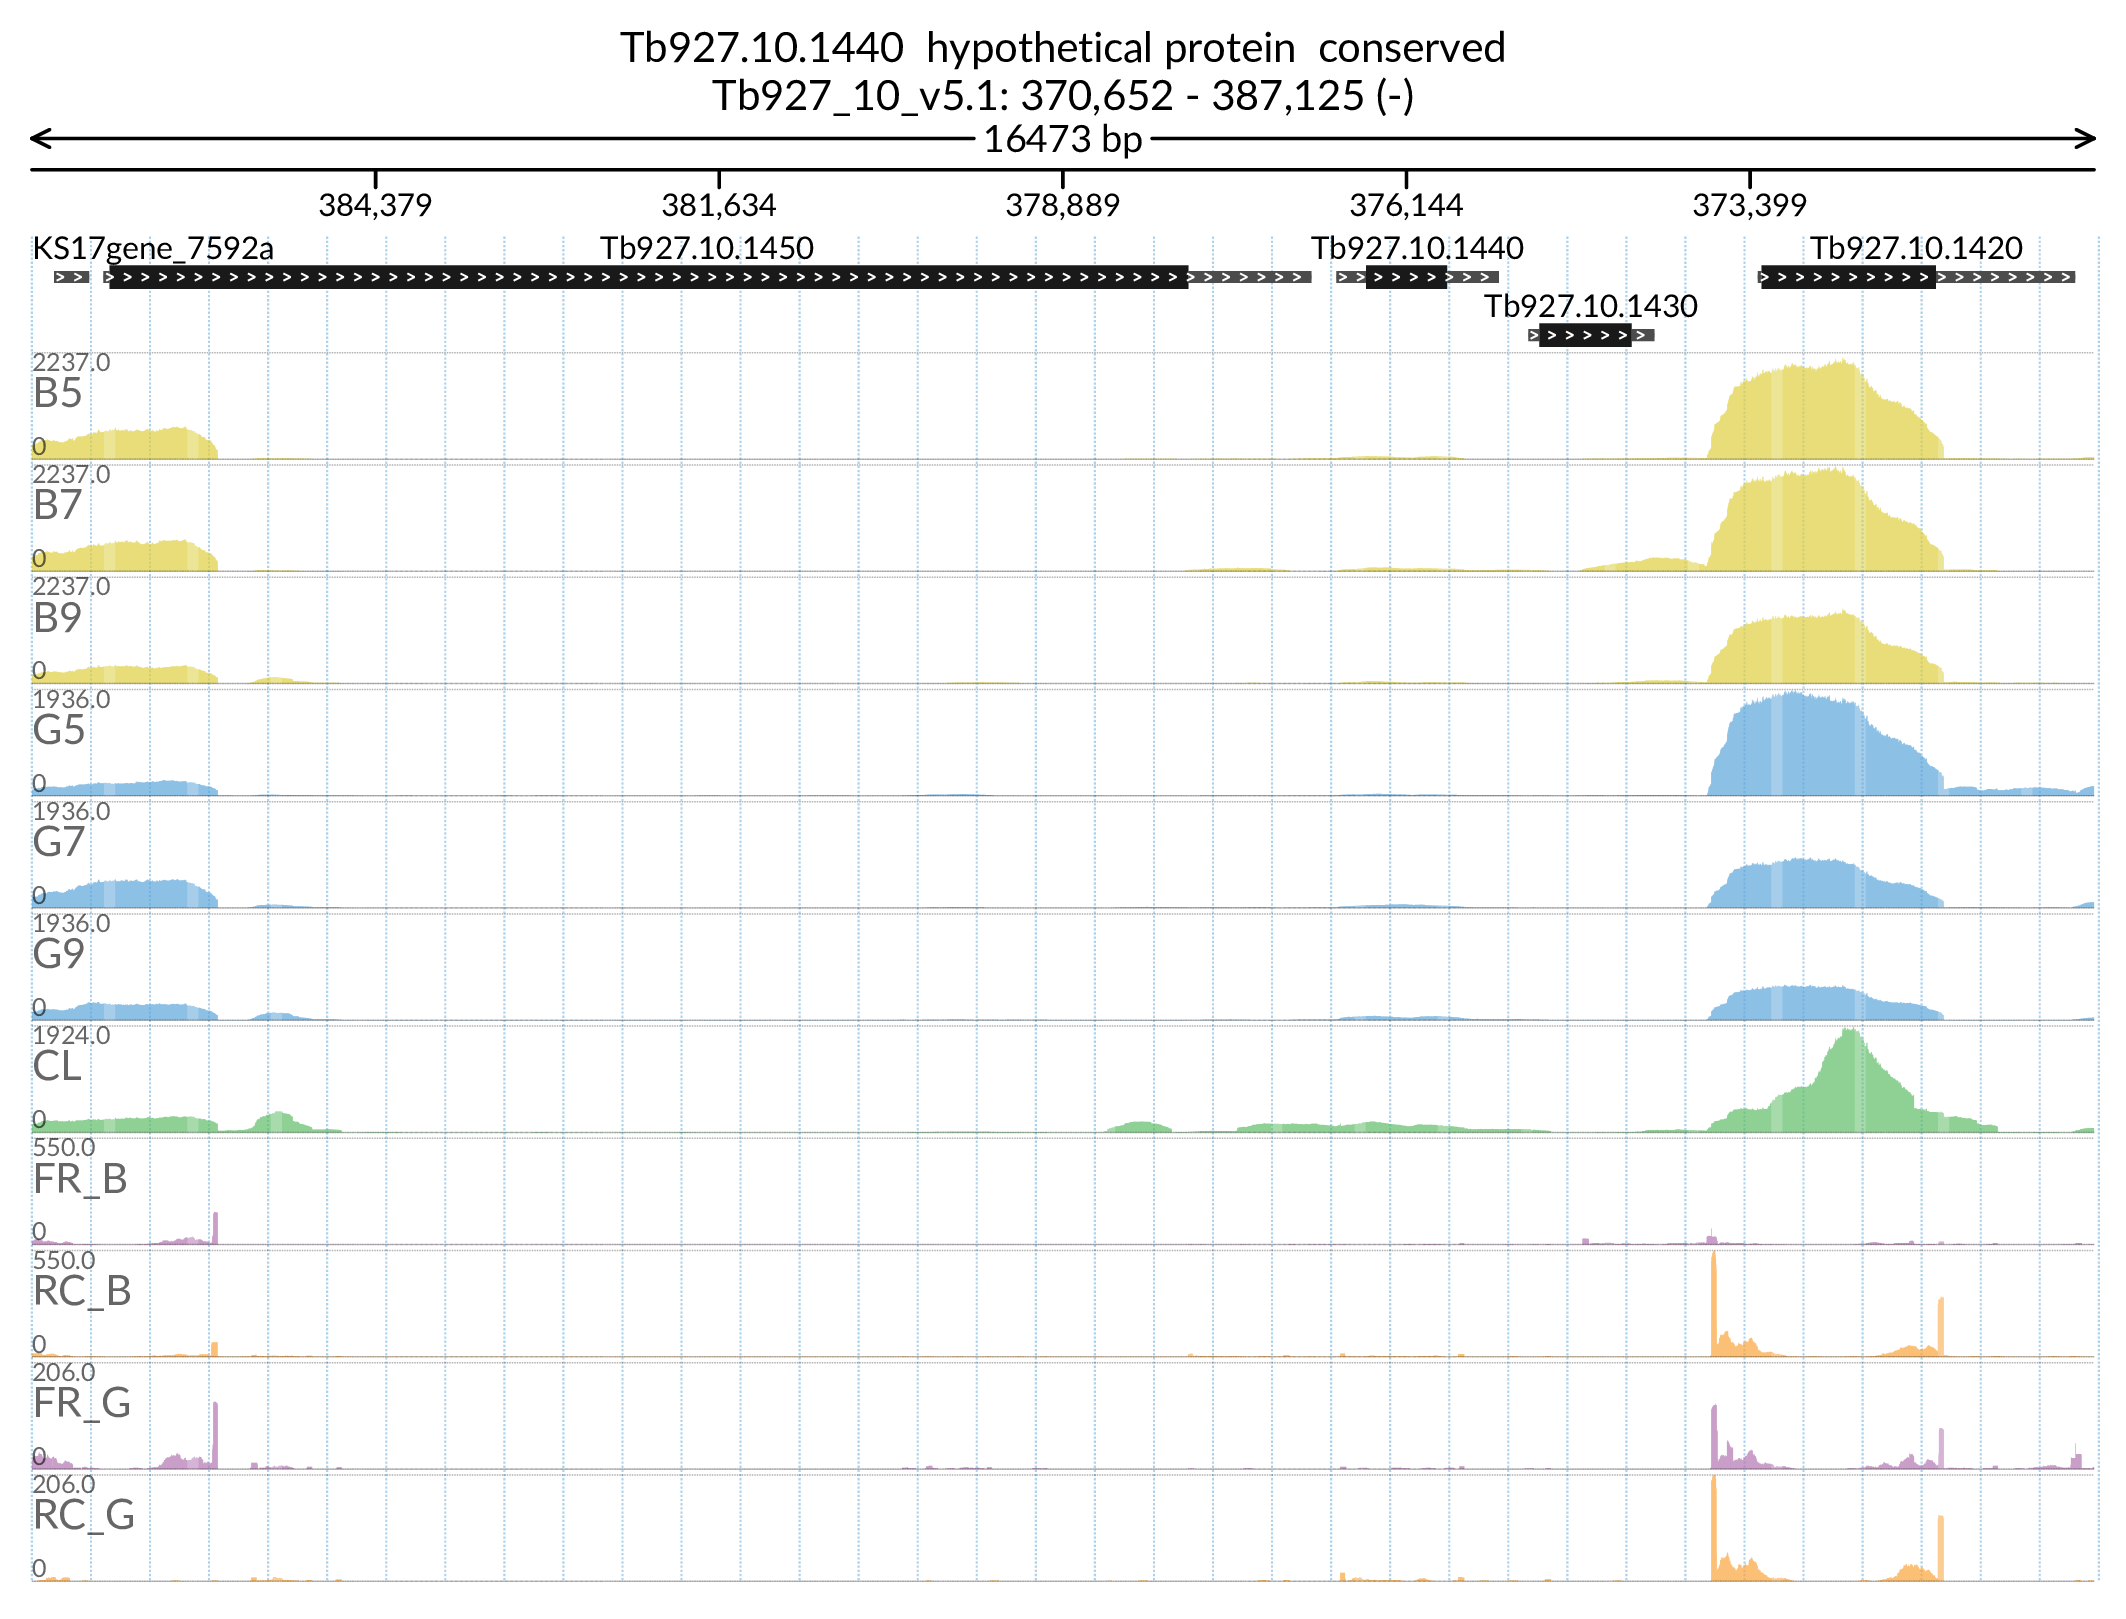 Tb927.10.1440  hypothetical protein  conserved
Tb927_10_v5.1: 370,652 - 387,125 (-)
16473 bp
384,379 381,634 378,889 376,144 373,399
KS17gene_7592a Tb927.10.1450 Tb927.10.1440 Tb927.10.1420
Tb927.10.1430
2237.0
B5
0
2237.0
B7
0
2237.0
B9
0
1936.0
G5
0
1936.0
G7
0
1936.0
G9
0
1924.0
CL
0
550.0
FR_B
0
550.0
RC_B
0
206.0
FR_G
0
206.0
RC_G
0